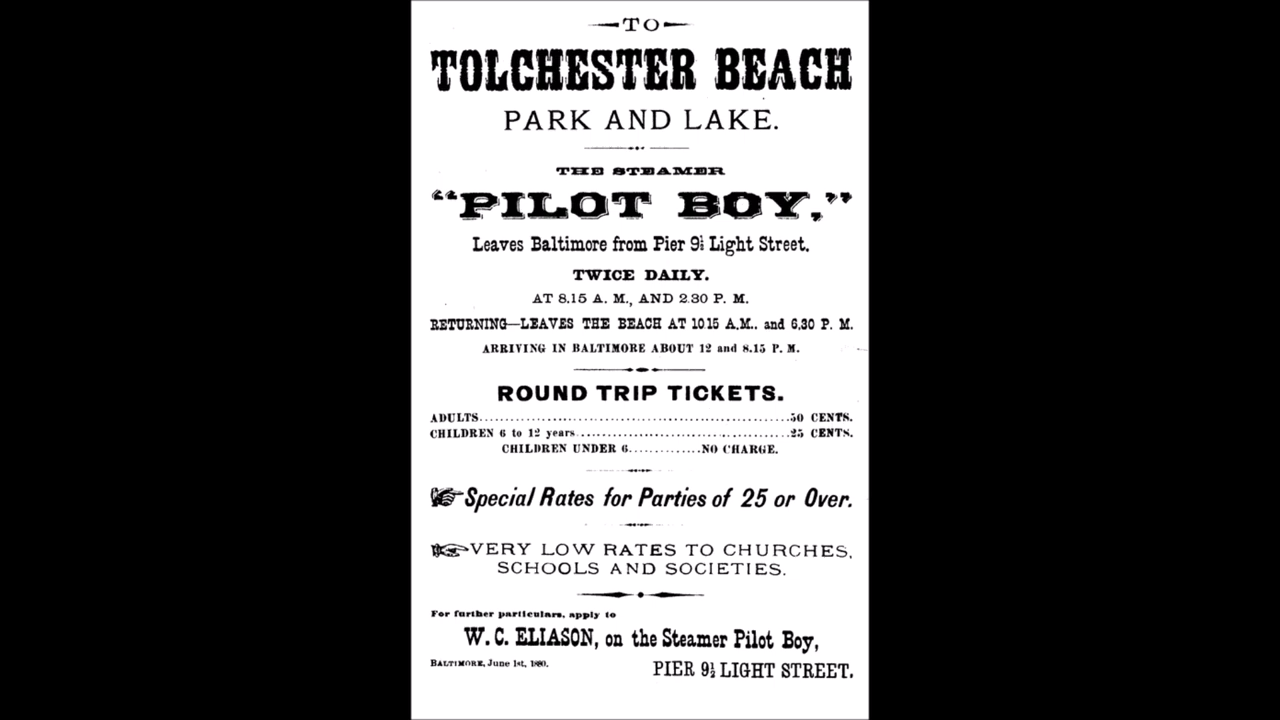 TO
TOLCHESTER BEACH
PARK AND LAKE.
THE STEAMER
“PILOT BOY,”
Leaves Baltimore from Pier 9½ Light Street.
TWICE DAILY.
AT 8.15 A. M., AND 2.30 P. M.
RETURNING—LEAVES THE BEACH AT 10 15 A.M.. and 6.30 P. M.
ARRIVING IN BALTIMORE ABOUT 12 and 8.15 P. M.
ROUND TRIP TICKETS.
ADULTS........50 CENTS.
CHILDREN 6 to 12 years........25 CENTS.
CHILDREN UNDER 6.............NO CHARGE.
Special Rates for Parties of 25 or Over.
VERY LOW RATES TO CHURCHES,
SCHOOLS AND SOCIETIES.
For further particulars, apply to
W. C. ELIASON, on the Steamer Pilot Boy,
BALTIMORE, June 1st, 1880.
PIER 9½ LIGHT STREET.